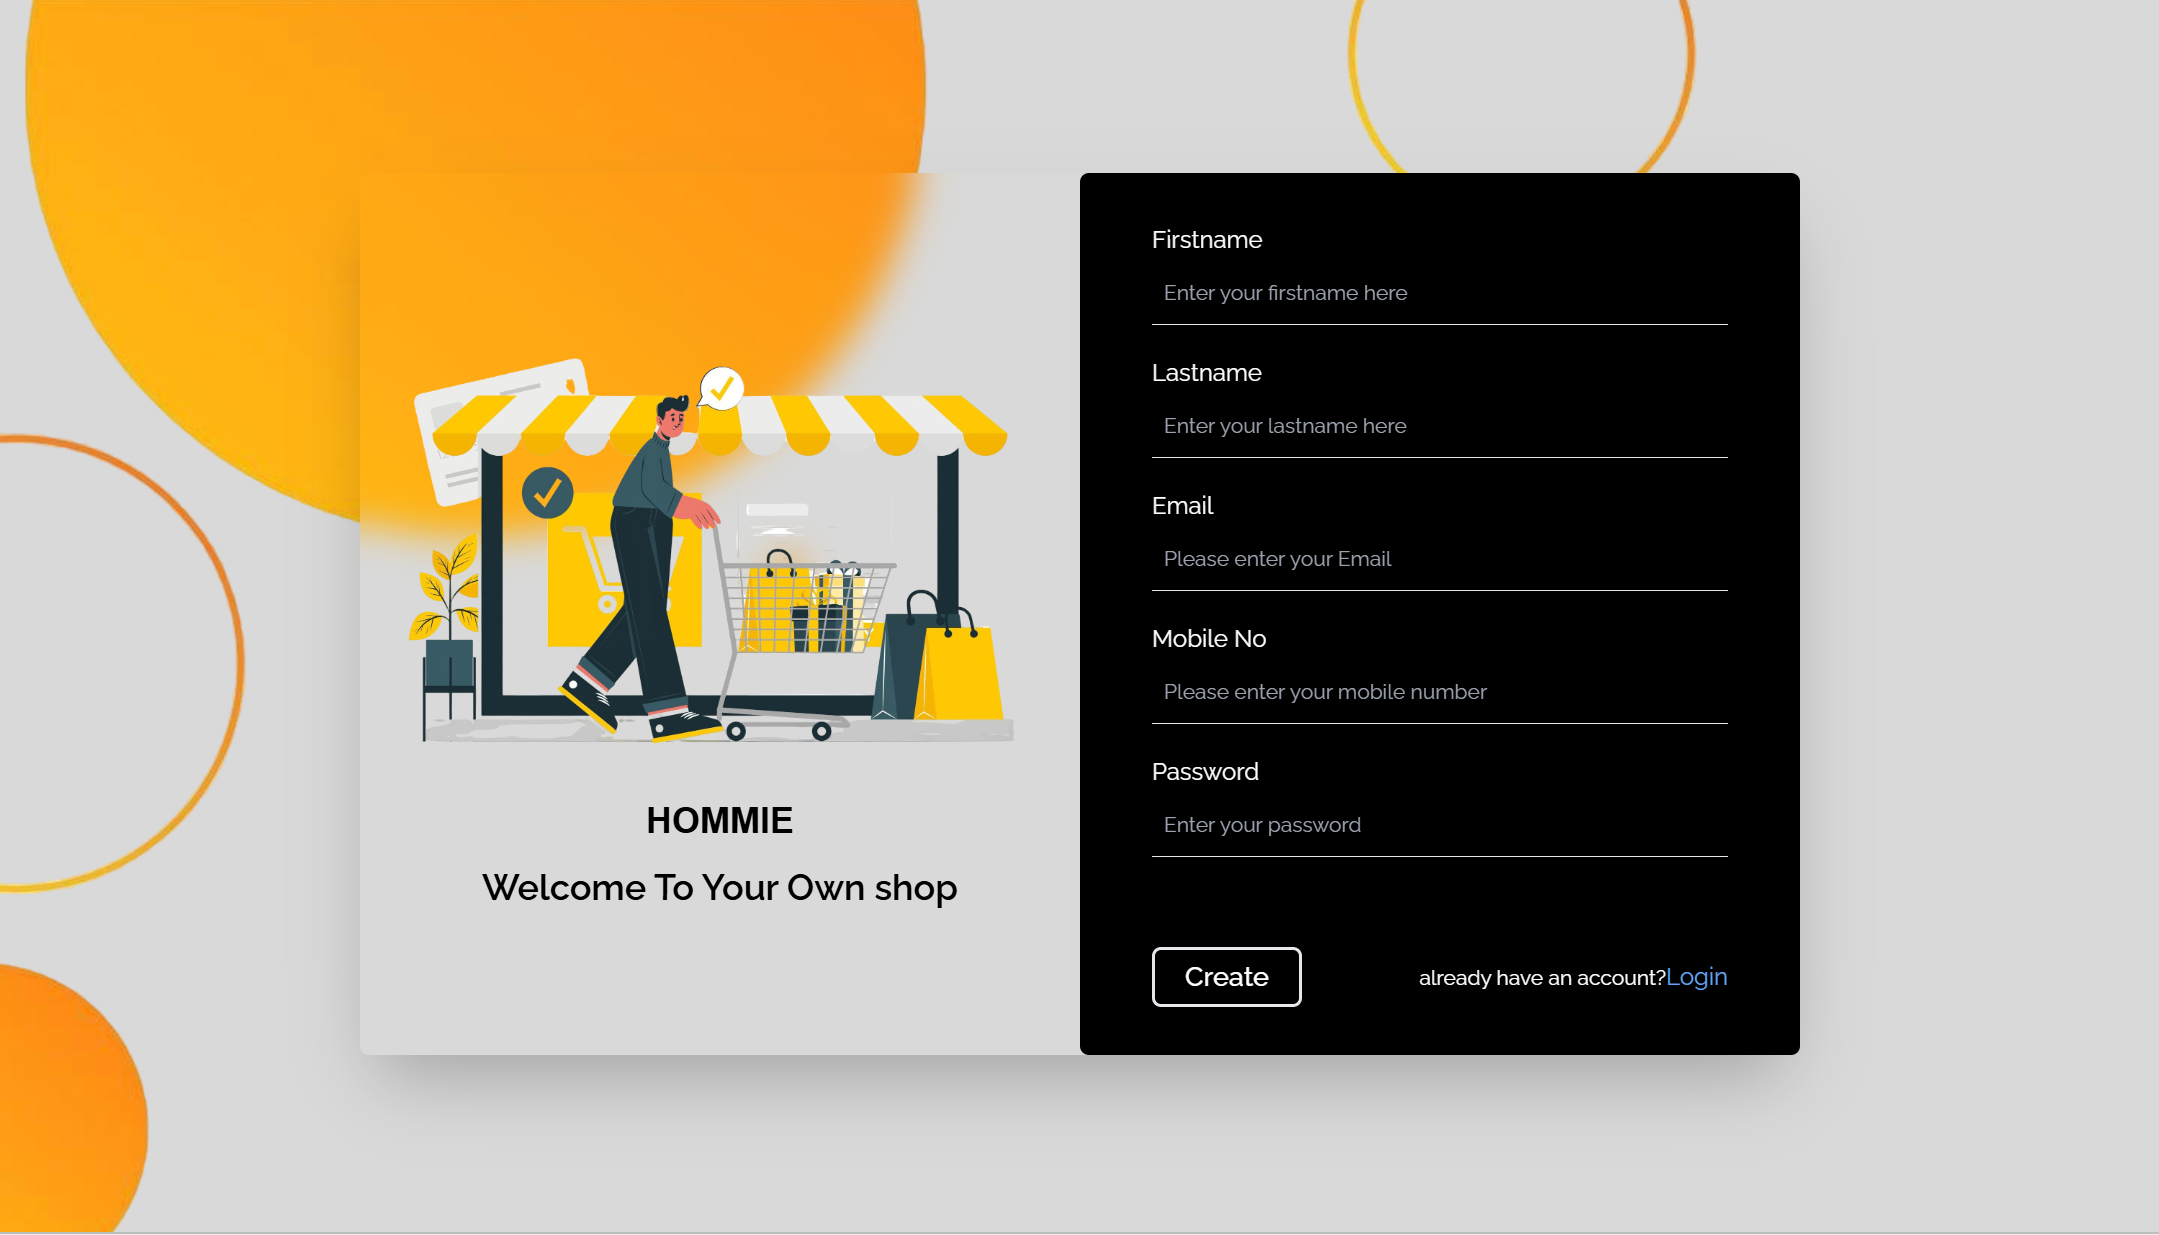 HOMMIE
Welcome To Your Own shop
Firstname
Enter your firstname here
Lastname
Enter your lastname here
Email
Please enter your Email
Mobile No
Please enter your mobile number
Password
Enter your password
Create
already have an account?Login